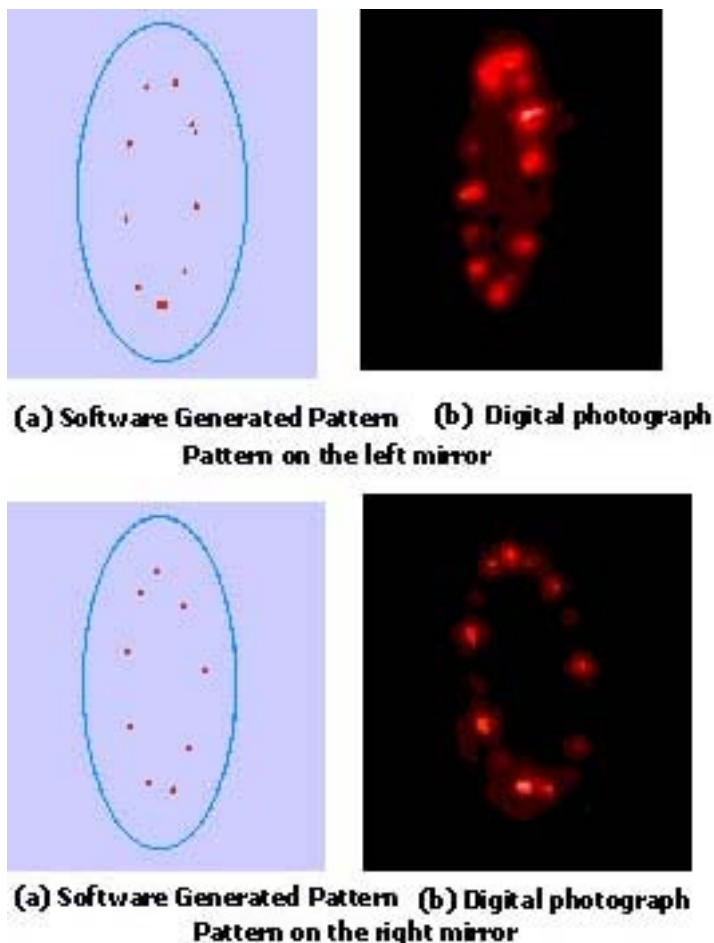 (a) Software Generated Pattern (b) Digital photograph
Pattern on the left mirror
(a) Software Generated Pattern (b) Digital photograph
Pattern on the right mirror